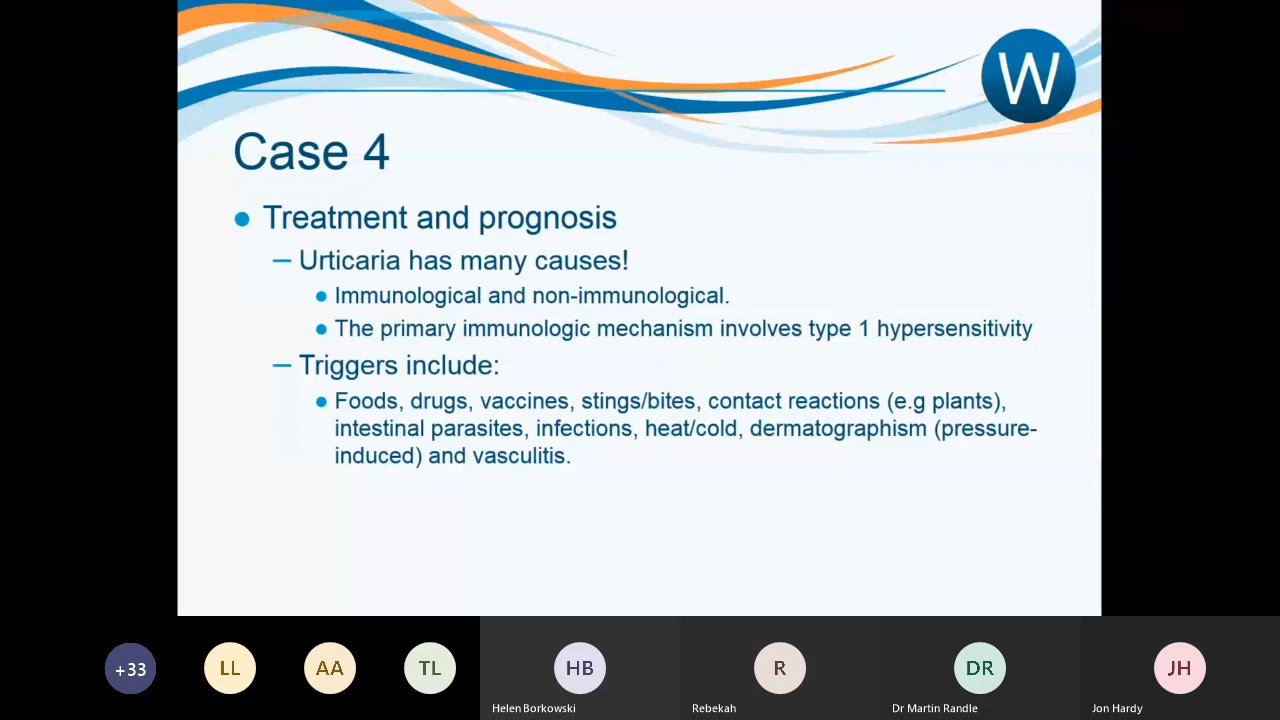 W
Case 4
Treatment and prognosis
– Urticaria has many causes!
Immunological and non-immunological.
The primary immunologic mechanism involves type 1 hypersensitivity
– Triggers include:
Foods, drugs, vaccines, stings/bites, contact reactions (e.g plants),
intestinal parasites, infections, heat/cold, dermatographism (pressure-
induced) and vasculitis.
+33
LL
AA
TL
HB
R
DR
JH
Helen Borkowski
Rebekah
Dr Martin Randle
Jon Hardy